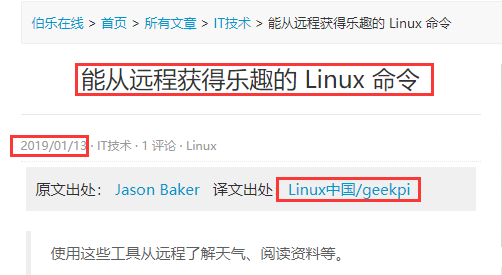 伯乐在线 > 首页 > 所有文章 > IT技术 > 能从远程获得乐趣的 Linux 命令
能从远程获得乐趣的 Linux 命令
2019/01/13 · IT技术 · 1 评论 · Linux
原文出处： Jason Baker 译文出处 Linux中国/geekpi
使用这些工具从远程了解天气、阅读资料等。